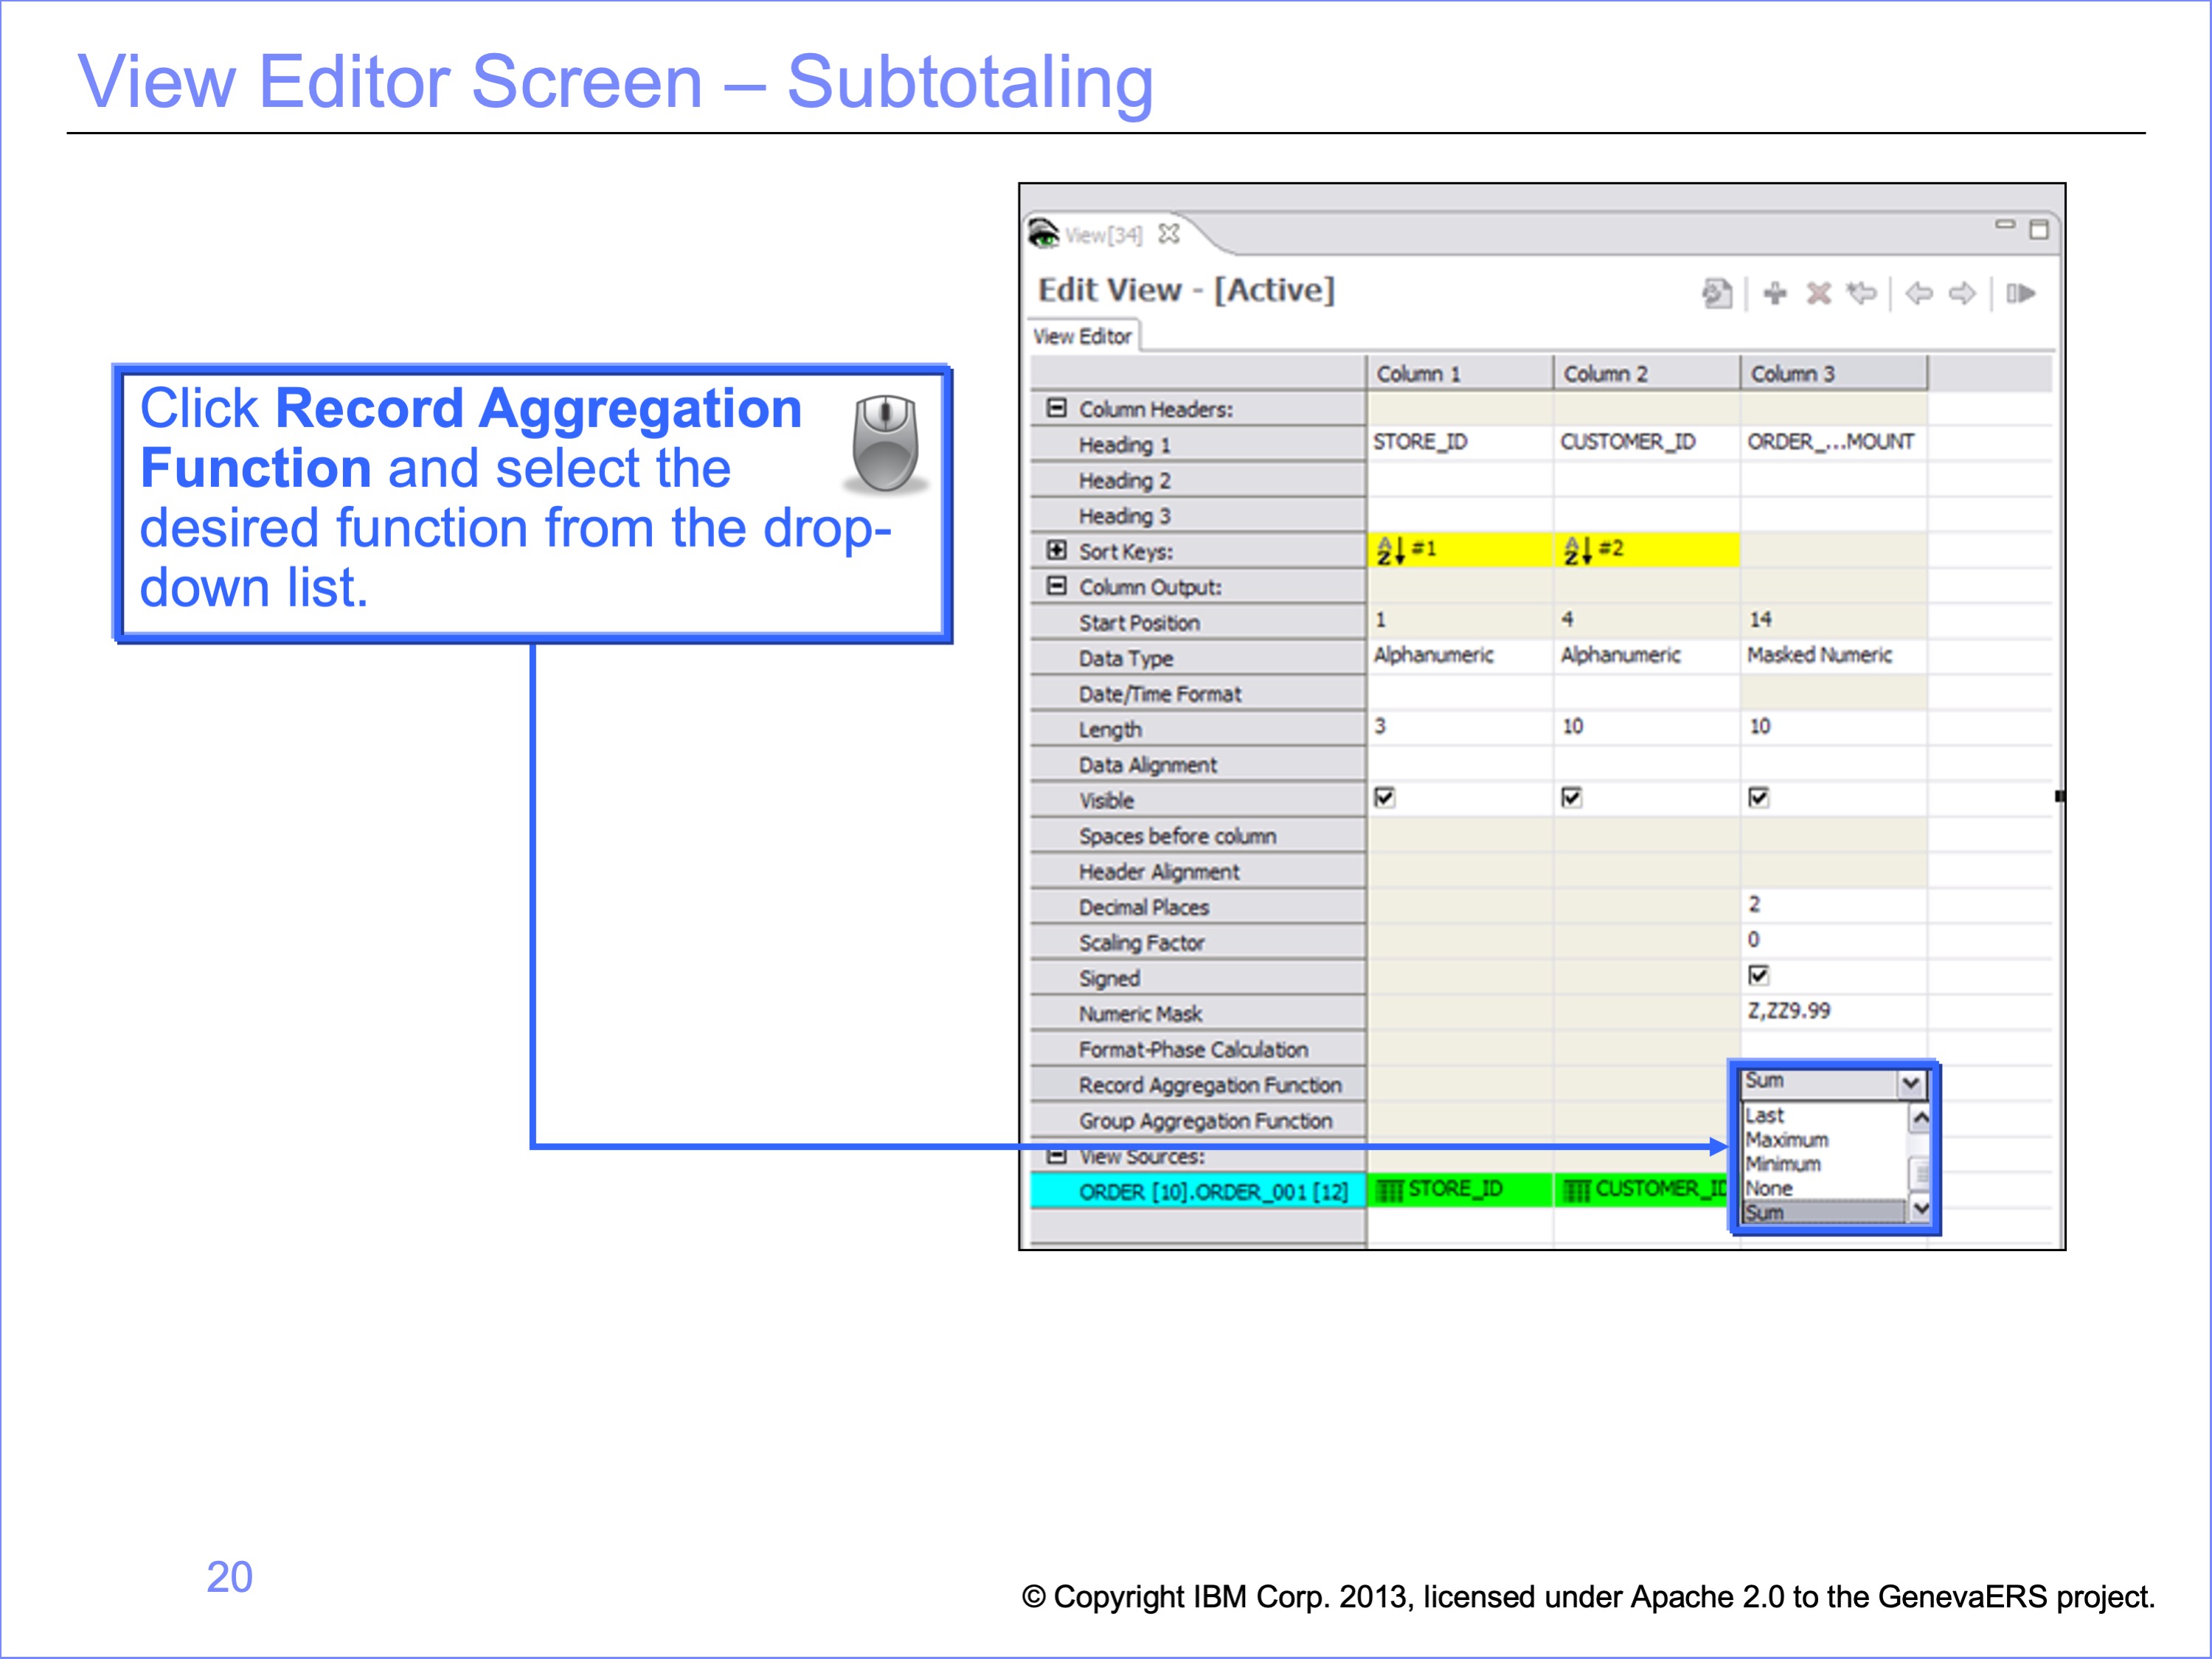 View Editor Screen – Subtotaling
Click Record Aggregation
Function and select the
desired function from the drop-
down list.
View[34]
Edit View - [Active]
View Editor
Column 1 Column 2 Column 3
Column Headers:
Heading 1 STORE_ID CUSTOMER_ID ORDER_...MOUNT
Heading 2
Heading 3
Sort Keys: #1 #2
Column Output:
Start Position 1 4 14
Data Type Alphanumeric Alphanumeric Masked Numeric
Date/Time Format
Length 3 10 10
Data Alignment
Visible
Spaces before column
Header Alignment
Decimal Places 2
Scaling Factor 0
Signed
Numeric Mask Z,ZZ9.99
Format-Phase Calculation
Record Aggregation Function Sum
Group Aggregation Function Last
Maximum
View Sources: Minimum
ORDER [10].ORDER_001 [12] STORE_ID CUSTOMER_ID None
Sum
20
© Copyright IBM Corp. 2013, licensed under Apache 2.0 to the GenevaERS project.